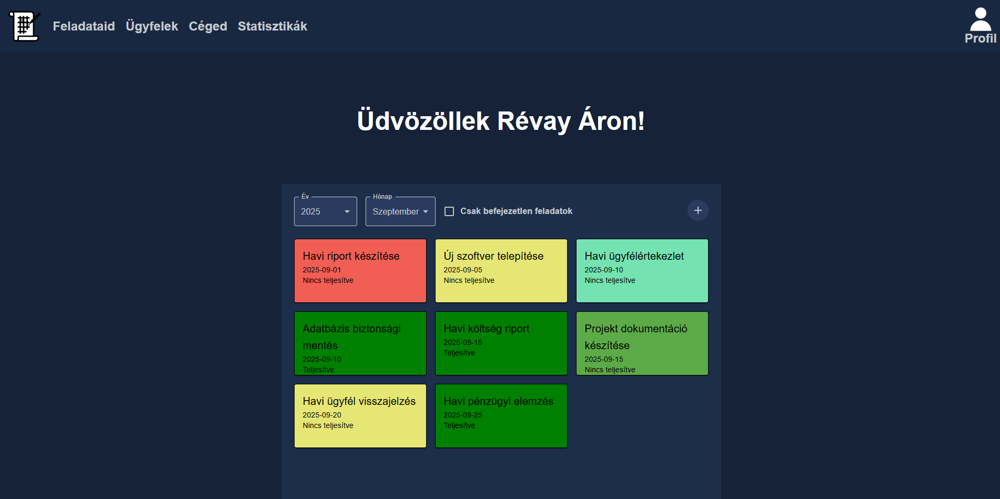 Feladataid Ügyfelek Céged Statisztikák
Profil
Üdvözöllek Révay Áron!
Év
2025
Hónap
Szeptember
Csak befejezetlen feladatok
Havi riport készítése
2025-09-01
Nincs teljesítve
Új szoftver telepítése
2025-09-05
Nincs teljesítve
Havi ügyfélértekezlet
2025-09-10
Nincs teljesítve
Adatbázis biztonsági
mentés
2025-09-10
Teljesítve
Havi költség riport
2025-09-15
Teljesítve
Projekt dokumentáció
készítése
2025-09-15
Nincs teljesítve
Havi ügyfél visszajelzés
2025-09-20
Nincs teljesítve
Havi pénzügyi elemzés
2025-09-25
Teljesítve